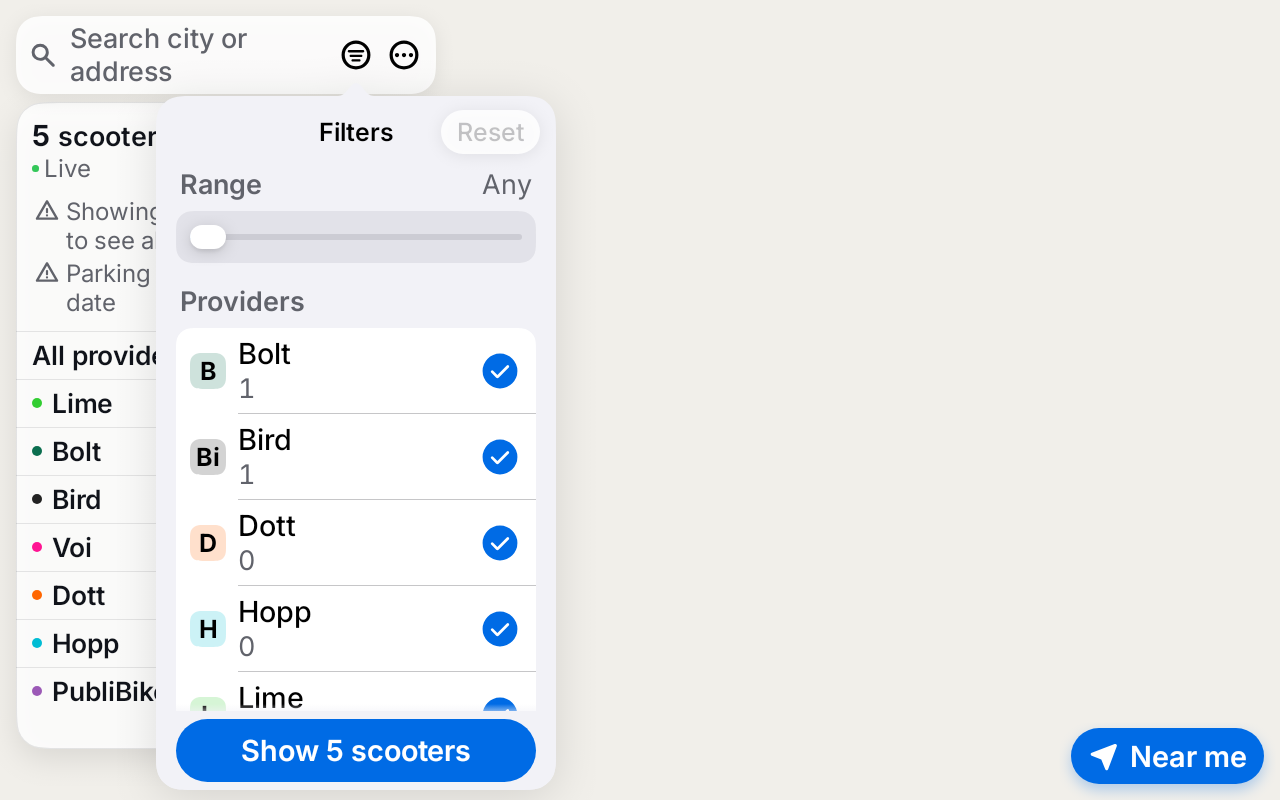 Search city or
address
5 scooter
Live
Showing
to see a
Parking
date
All provide
Lime
Bolt
Bird
Voi
Dott
Hopp
PubliBike
Filters
Reset
Range
Any
Providers
B
Bolt
1
Bi
Bird
1
D
Dott
0
H
Hopp
0
Lime
Show 5 scooters
Near me